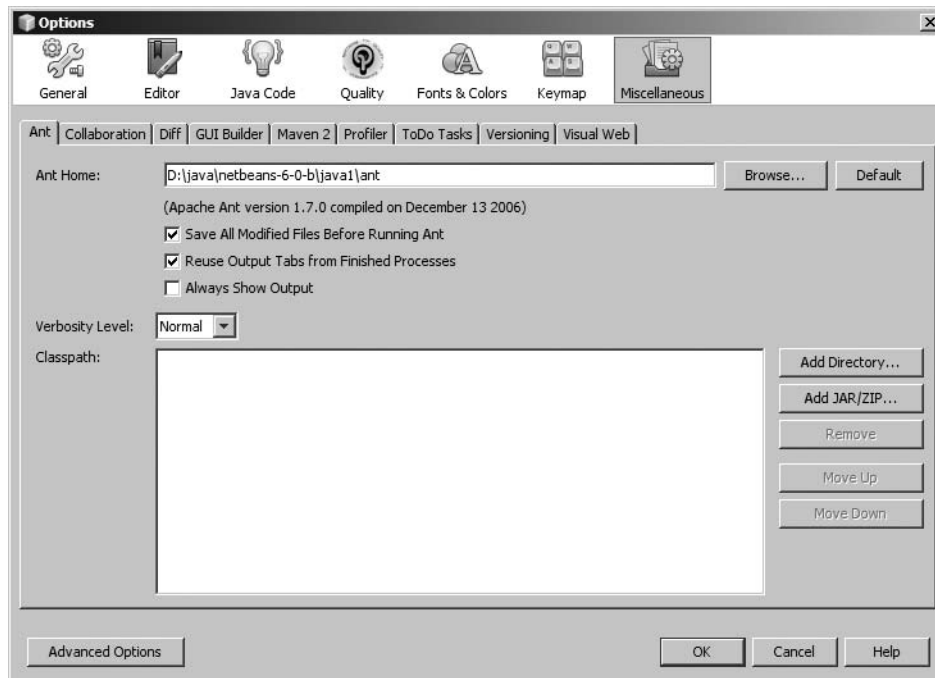 Options
General Editor Java Code Quality Fonts & Colors Keymap Miscellaneous
Ant Collaboration Diff GUI Builder Maven 2 Profiler ToDo Tasks Versioning Visual Web
Ant Home: D:\java\netbeans-6-0-b\java1\ant Browse... Default
(Apache Ant version 1.7.0 compiled on December 13 2006)
Save All Modified Files Before Running Ant
Reuse Output Tabs from Finished Processes
Always Show Output
Verbosity Level: Normal
Classpath:
Add Directory...
Add JAR/ZIP...
Remove
Move Up
Move Down
Advanced Options OK Cancel Help